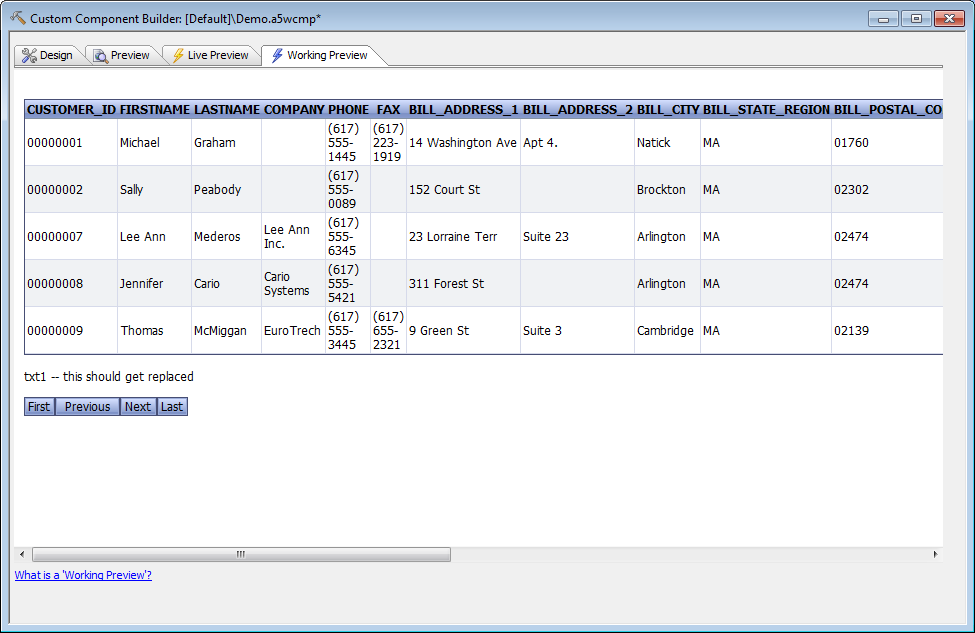 Custom Component Builder: [Default]\Demo.a5wcmp*
Design Preview Live Preview Working Preview
CUSTOMER_ID FIRSTNAME LASTNAME COMPANY PHONE FAX BILL_ADDRESS_1 BILL_ADDRESS_2 BILL_CITY BILL_STATE_REGION BILL_POSTAL_CO
00000001 Michael Graham (617) 555-1445 (617) 223-1919 14 Washington Ave Apt 4. Natick MA 01760
00000002 Sally Peabody (617) 555-0089 152 Court St Brockton MA 02302
00000007 Lee Ann Mederos Lee Ann Inc. (617) 555-6345 23 Lorraine Terr Suite 23 Arlington MA 02474
00000008 Jennifer Cario Cario Systems (617) 555-5421 311 Forest St Arlington MA 02474
00000009 Thomas McMiggan EuroTrech (617) 555-3445 (617) 655-2321 9 Green St Suite 3 Cambridge MA 02139
txt1 -- this should get replaced
First Previous Next Last
What is a 'Working Preview'?